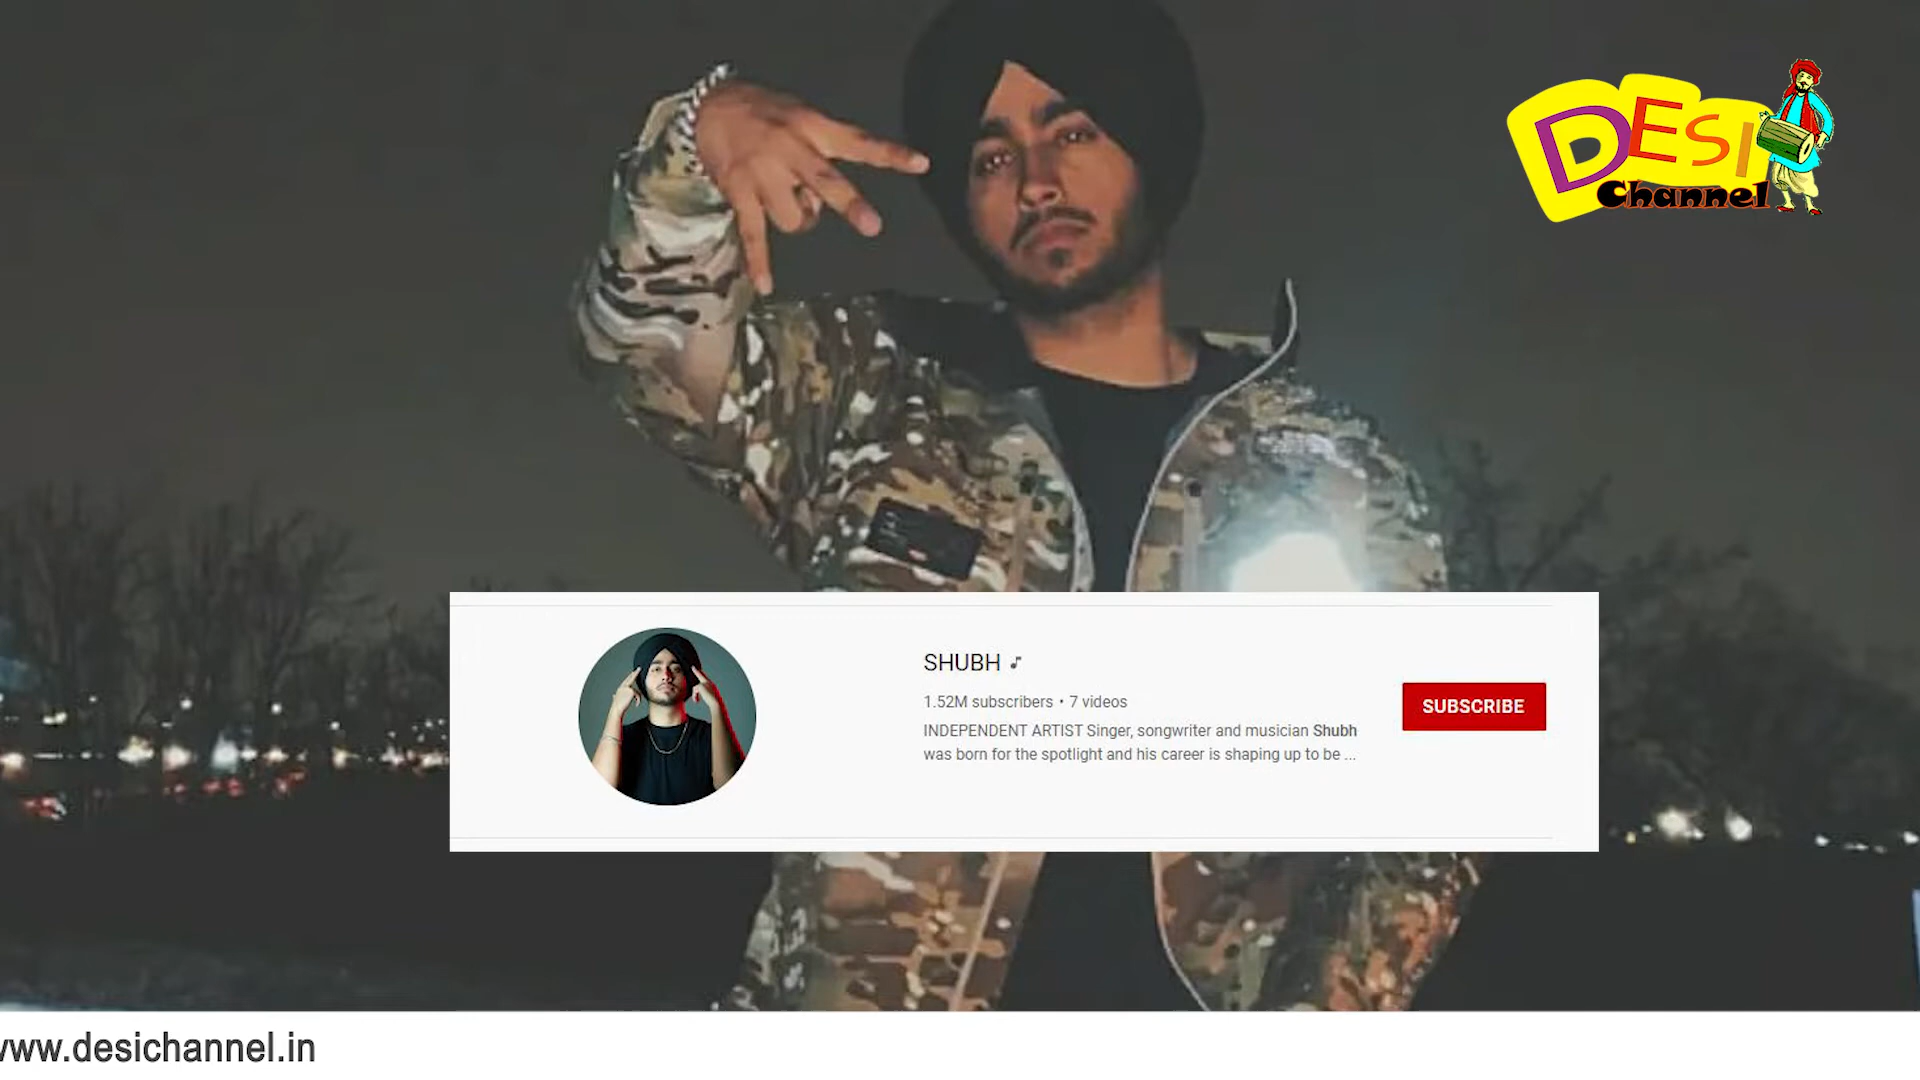 DESI
Channel
SHUBH
1.52M subscribers • 7 videos
INDEPENDENT ARTIST Singer, songwriter and musician Shubh
was born for the spotlight and his career is shaping up to be ...
SUBSCRIBE
www.desichannel.in